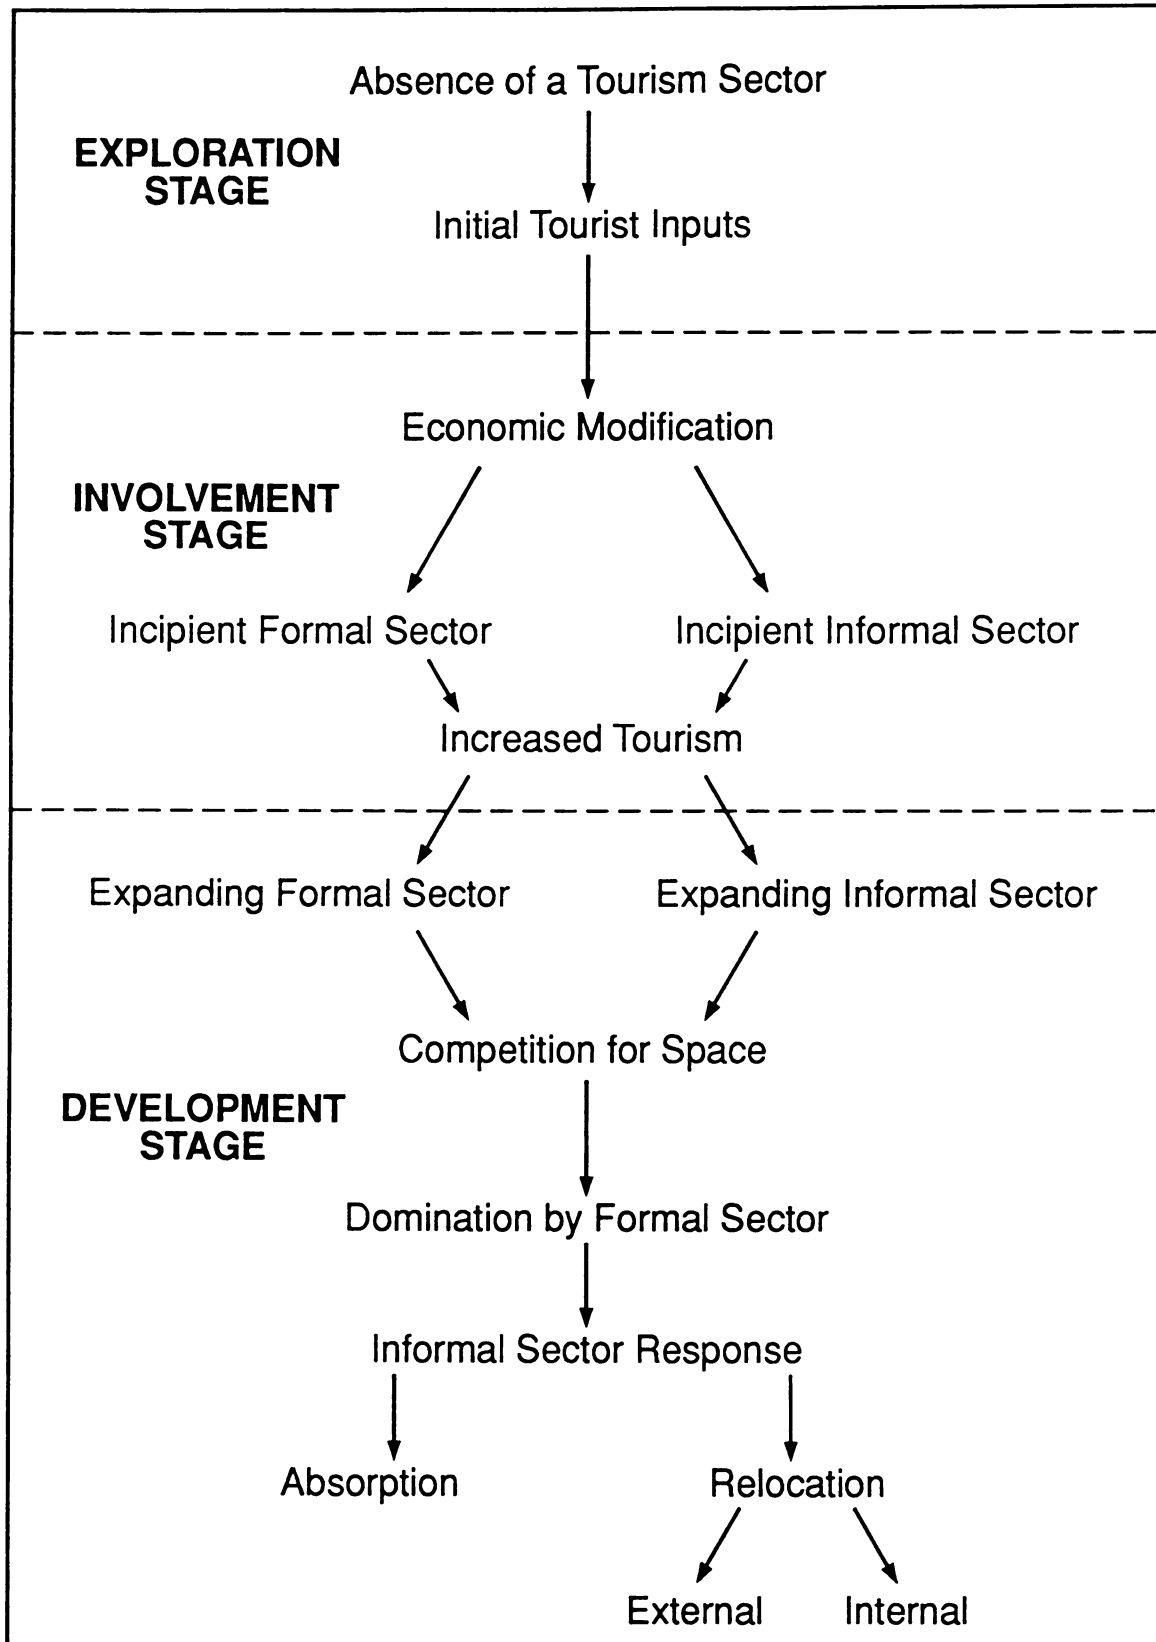 Absence of a Tourism Sector
EXPLORATION
STAGE
Initial Tourist Inputs
Economic Modification
INVOLVEMENT
STAGE
Incipient Formal Sector
Incipient Informal Sector
Increased Tourism
Expanding Formal Sector
Expanding Informal Sector
Competition for Space
DEVELOPMENT
STAGE
Domination by Formal Sector
Informal Sector Response
Absorption
Relocation
External
Internal